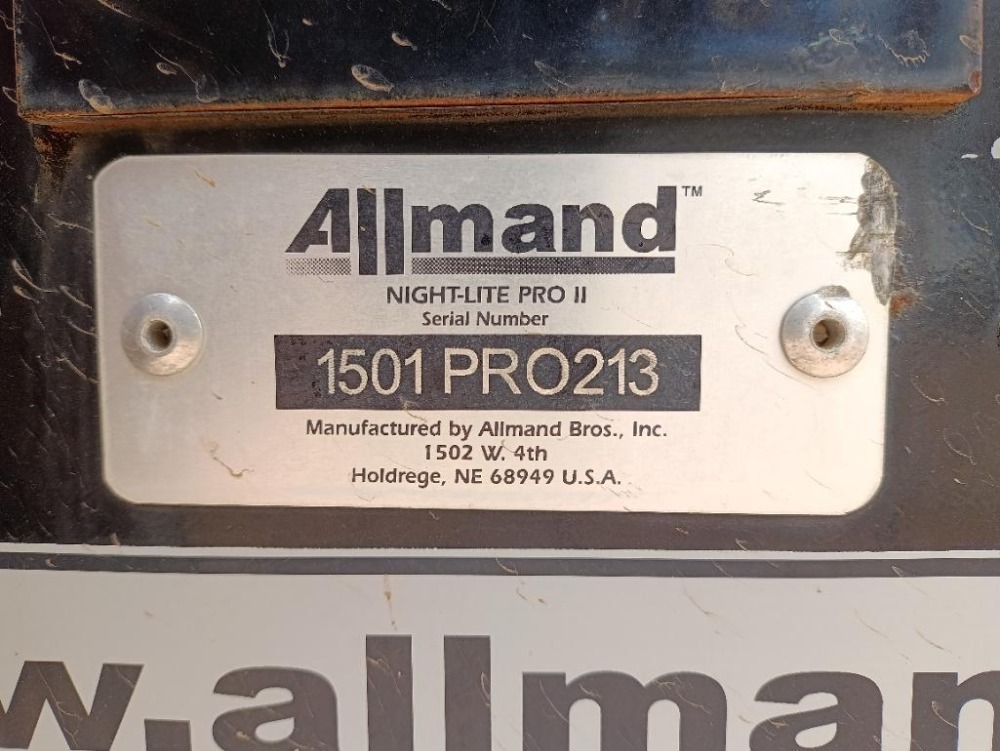 Allmand™
NIGHT-LITE PRO II
Serial Number
1501 PRO213
Manufactured by Allmand Bros., Inc.
1502 W. 4th
Holdrege, NE 68949 U.S.A.
w.allman